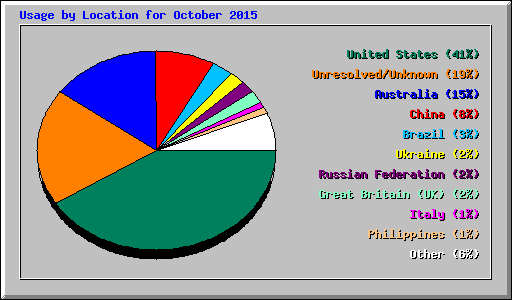 Usage by Location for October 2015
United States (41%)
Unresolved/Unknown (19%)
Australia (15%)
China (8%)
Brazil (3%)
Ukraine (2%)
Russian Federation (2%)
Great Britain (UK) (2%)
Italy (1%)
Philippines (1%)
Other (6%)